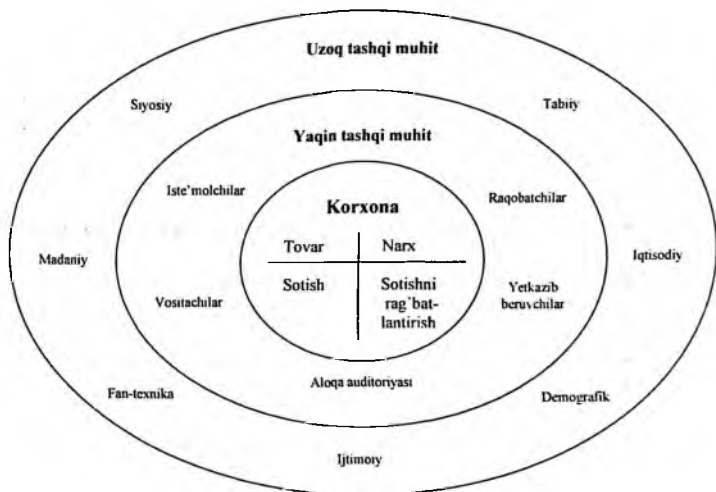 Uzoq tashqi muhit
Siyosiy
Tabiiy
Yaqin tashqi muhit
Iste'molchilar
Raqobatchilar
Korxona
Tovar
Narx
Madaniy
Iqtisodiy
Sotish
Sotishni
rag'bat-
lantirish
Vositachilar
Yetkazib
beruvchilar
Aloqa auditoriyası
Fan-texnika
Demografik
Ijtimoiy